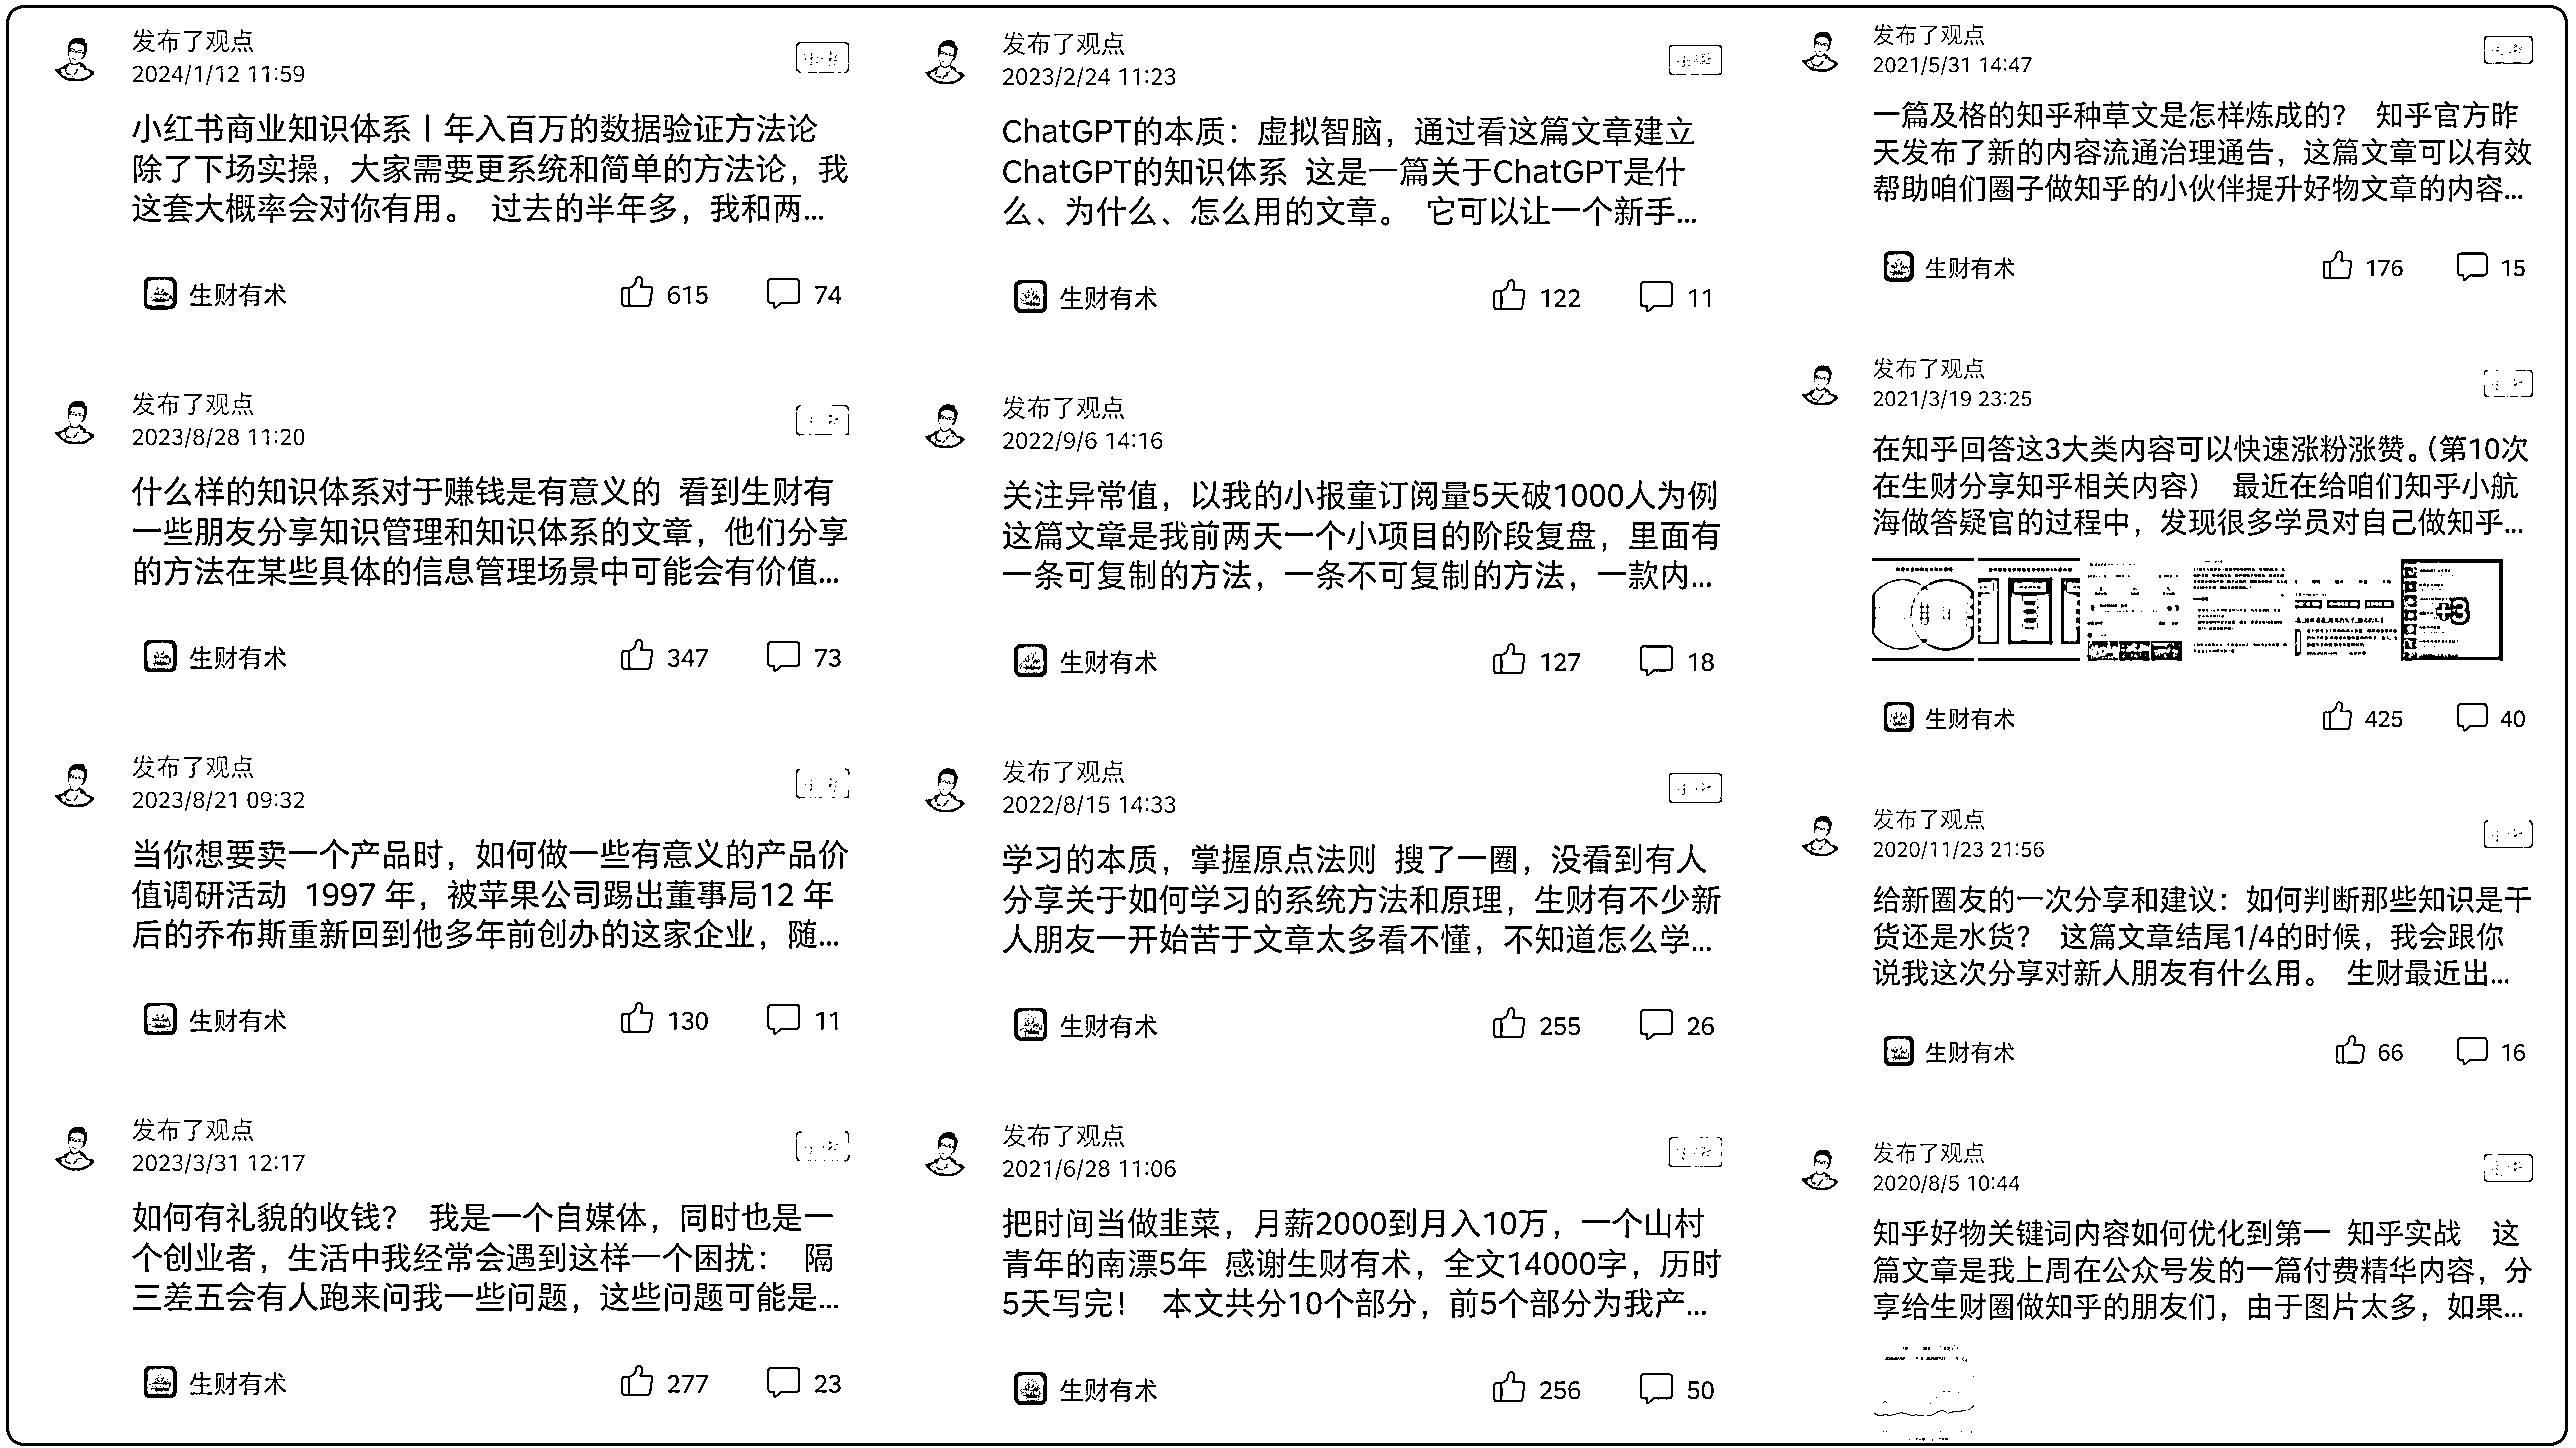 发布了观点
2024/1/12 11:59
小红书商业知识体系丨年入百万的数据验证方法论
除了下场实操，大家需要更系统和简单的方法论，我
这套大概率会对你有用。 过去的半年多，我和两...
生财有术 615 74
发布了观点
2023/8/28 11:20
什么样的知识体系对于赚钱是有意义的 看到生财有
一些朋友分享知识管理和知识体系的文章，他们分享
的方法在某些具体的信息管理场景中可能会有价值...
生财有术 347 73
发布了观点
2023/8/21 09:32
当你想要卖一个产品时，如何做一些有意义的产品价
值调研活动 1997 年，被苹果公司踢出董事局12 年
后的乔布斯重新回到他多年前创办的这家企业，随...
生财有术 130 11
发布了观点
2023/3/31 12:17
如何有礼貌的收钱？ 我是一个自媒体，同时也是一
个创业者，生活中我经常会遇到这样一个困扰： 隔
三差五会有人跑来问我一些问题，这些问题可能是...
生财有术 277 23
发布了观点
2023/2/24 11:23
ChatGPT的本质：虚拟智脑，通过看这篇文章建立
ChatGPT的知识体系 这是一篇关于ChatGPT是什
么、为什么、怎么用的文章。 它可以让一个新手...
生财有术 122 11
发布了观点
2022/9/6 14:16
关注异常值，以我的小报童订阅量5天破1000人为例
这篇文章是我前两天一个小项目的阶段复盘，里面有
一条可复制的方法，一条不可复制的方法，一款内...
生财有术 127 18
发布了观点
2022/8/15 14:33
学习的本质，掌握原点法则 搜了一圈，没看到有人
分享关于如何学习的系统方法和原理，生财有不少新
人朋友一开始苦于文章太多看不懂，不知道怎么学...
生财有术 255 26
发布了观点
2021/6/28 11:06
把时间当做韭菜，月薪2000到月入10万，一个山村
青年的南漂5年 感谢生财有术，全文14000字，历时
5天写完！ 本文共分10个部分，前5个部分为我产...
生财有术 256 50
发布了观点
2021/5/31 14:47
一篇及格的知乎种草文是怎样炼成的？ 知乎官方昨
天发布了新的内容流通治理通告，这篇文章可以有效
帮助咱们圈子做知乎的小伙伴提升好物文章的内容...
生财有术 176 15
发布了观点
2021/3/19 23:25
在知乎回答这3大类内容可以快速涨粉涨赞。（第10次
在生财分享知乎相关内容） 最近在给咱们知乎小航
海做答疑官的过程中，发现很多学员对自己做知乎...
+3
生财有术 425 40
发布了观点
2020/11/23 21:56
给新圈友的一次分享和建议：如何判断那些知识是干
货还是水货？ 这篇文章结尾1/4的时候，我会跟你
说我这次分享对新人朋友有什么用。 生财最近出...
生财有术 66 16
发布了观点
2020/8/5 10:44
知乎好物关键词内容如何优化到第一 知乎实战 这
篇文章是我上周在公众号发的一篇付费精华内容，分
享给生财圈做知乎的朋友们，由于图片太多，如果...